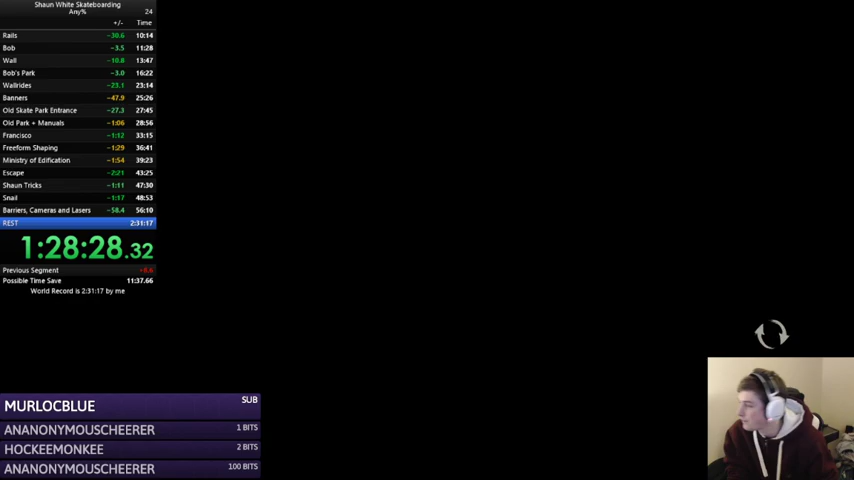 Shaun White Skateboarding
Any% 24
+/- Time
Rails -30.6 10:14
Bob -3.5 11:28
Wall -10.8 13:47
Bob's Park -3.0 16:22
Wallrides -23.1 23:14
Banners -47.9 25:26
Old Skate Park Entrance -27.3 27:45
Old Park + Manuals -1:06 28:56
Francisco -1:12 33:15
Freeform Shaping -1:29 36:41
Ministry of Edification -1:54 39:23
Escape -2:21 43:25
Shaun Tricks -1:11 47:30
Snail -1:17 48:53
Barriers, Cameras and Lasers -58.4 56:10
REST 2:31:17
1:28:28.32
Previous Segment +0.6
Possible Time Save 11:37.66
World Record is 2:31:17 by me
MURLOCBLUE SUB
ANANONYMOUSCHEERER 1 BITS
HOCKEEMONKEE 2 BITS
ANANONYMOUSCHEERER 100 BITS